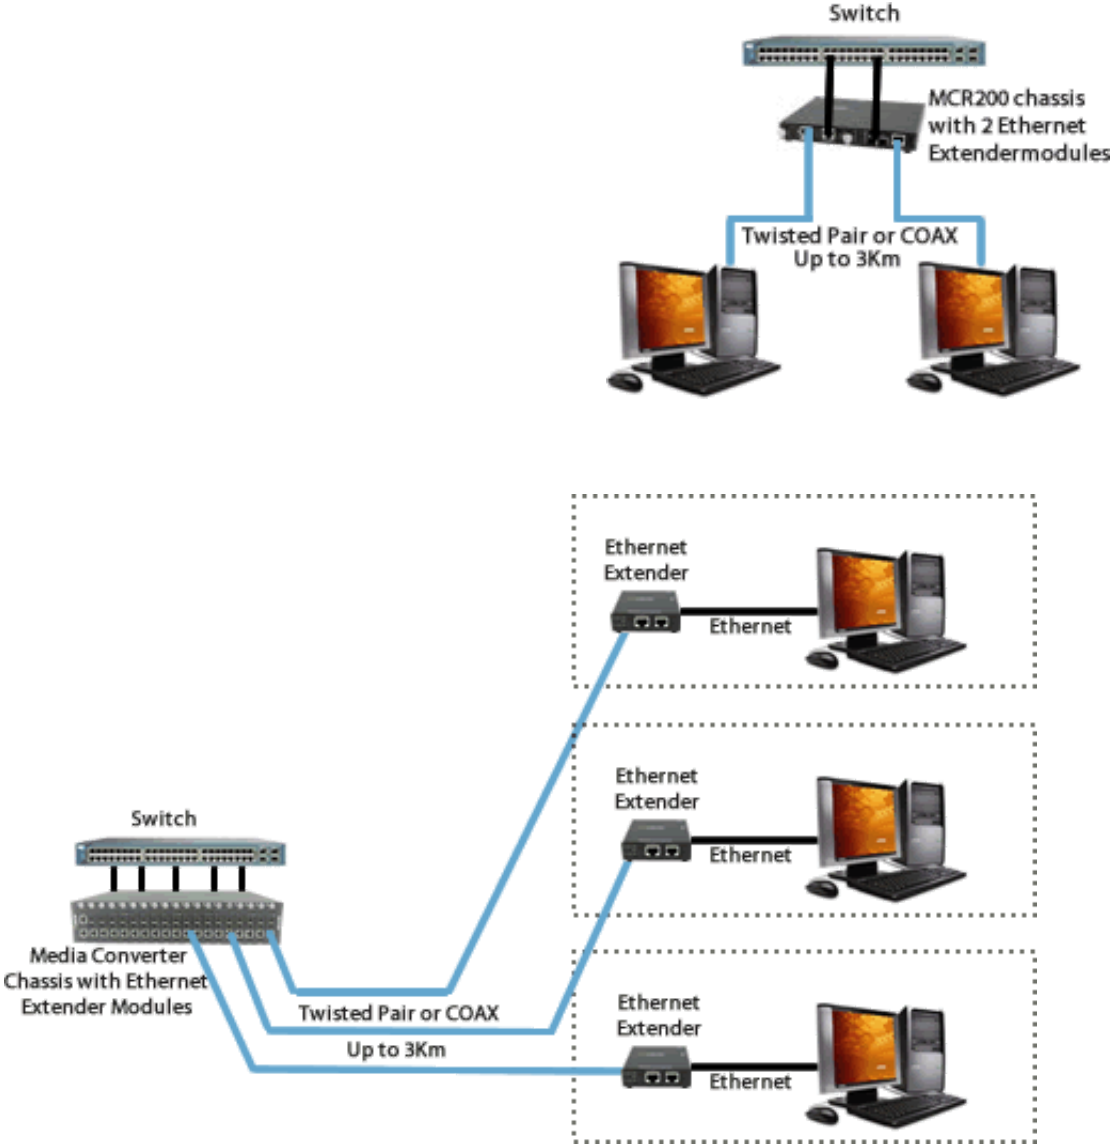 Switch
MCR200 chassis
with 2 Ethernet
Extendermodules
Twisted Pair or COAX
Up to 3Km
Ethernet
Extender
Ethernet
Ethernet
Extender
Ethernet
Switch
Media Converter
Chassis with Ethernet
Extender Modules
Twisted Pair or COAX
Up to 3Km
Ethernet
Extender
Ethernet